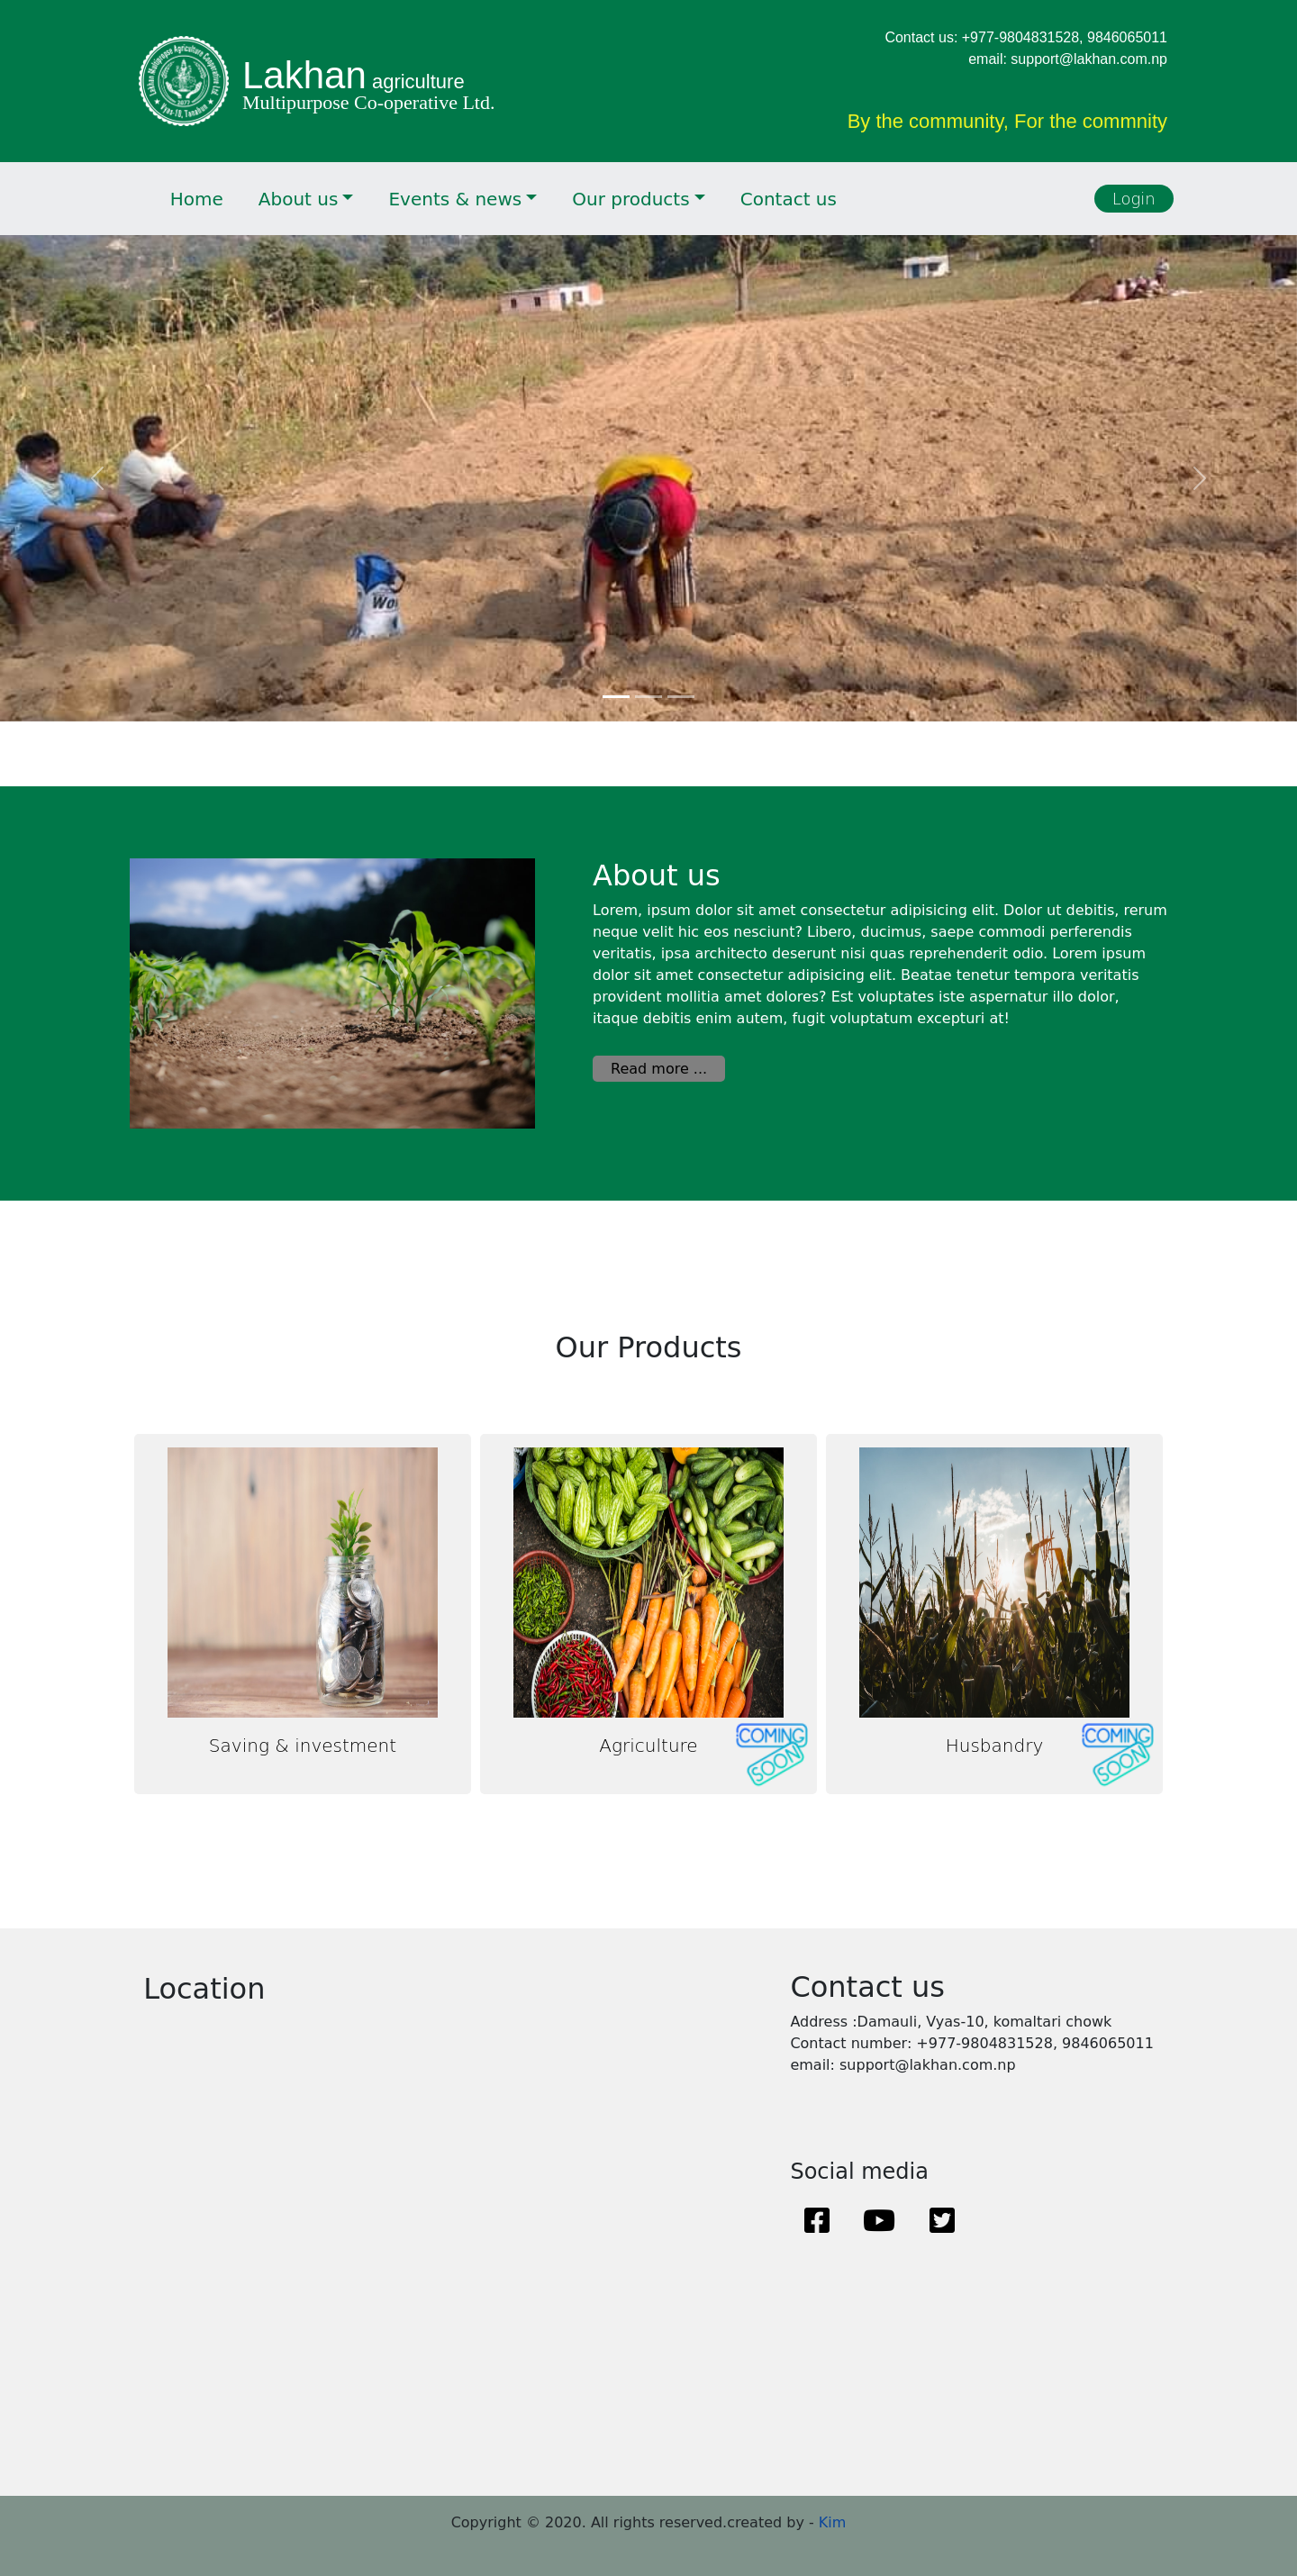 Lakhan agriculture
Multipurpose Co-operative Ltd.
Contact us: +977-9804831528, 9846065011
email: support@lakhan.com.np
By the community, For the commnity
Home About us Events & news Our products Contact us Login
About us
Lorem, ipsum dolor sit amet consectetur adipisicing elit. Dolor ut debitis, rerum
neque velit hic eos nesciunt? Libero, ducimus, saepe commodi perferendis
veritatis, ipsa architecto deserunt nisi quas reprehenderit odio. Lorem ipsum
dolor sit amet consectetur adipisicing elit. Beatae tenetur tempora veritatis
provident mollitia amet dolores? Est voluptates iste aspernatur illo dolor,
itaque debitis enim autem, fugit voluptatum excepturi at!
Read more ...
Our Products
Saving & investment
Agriculture
COMING
SOON
Husbandry
COMING
SOON
Location
Contact us
Address :Damauli, Vyas-10, komaltari chowk
Contact number: +977-9804831528, 9846065011
email: support@lakhan.com.np
Social media
Copyright © 2020. All rights reserved.created by - Kim